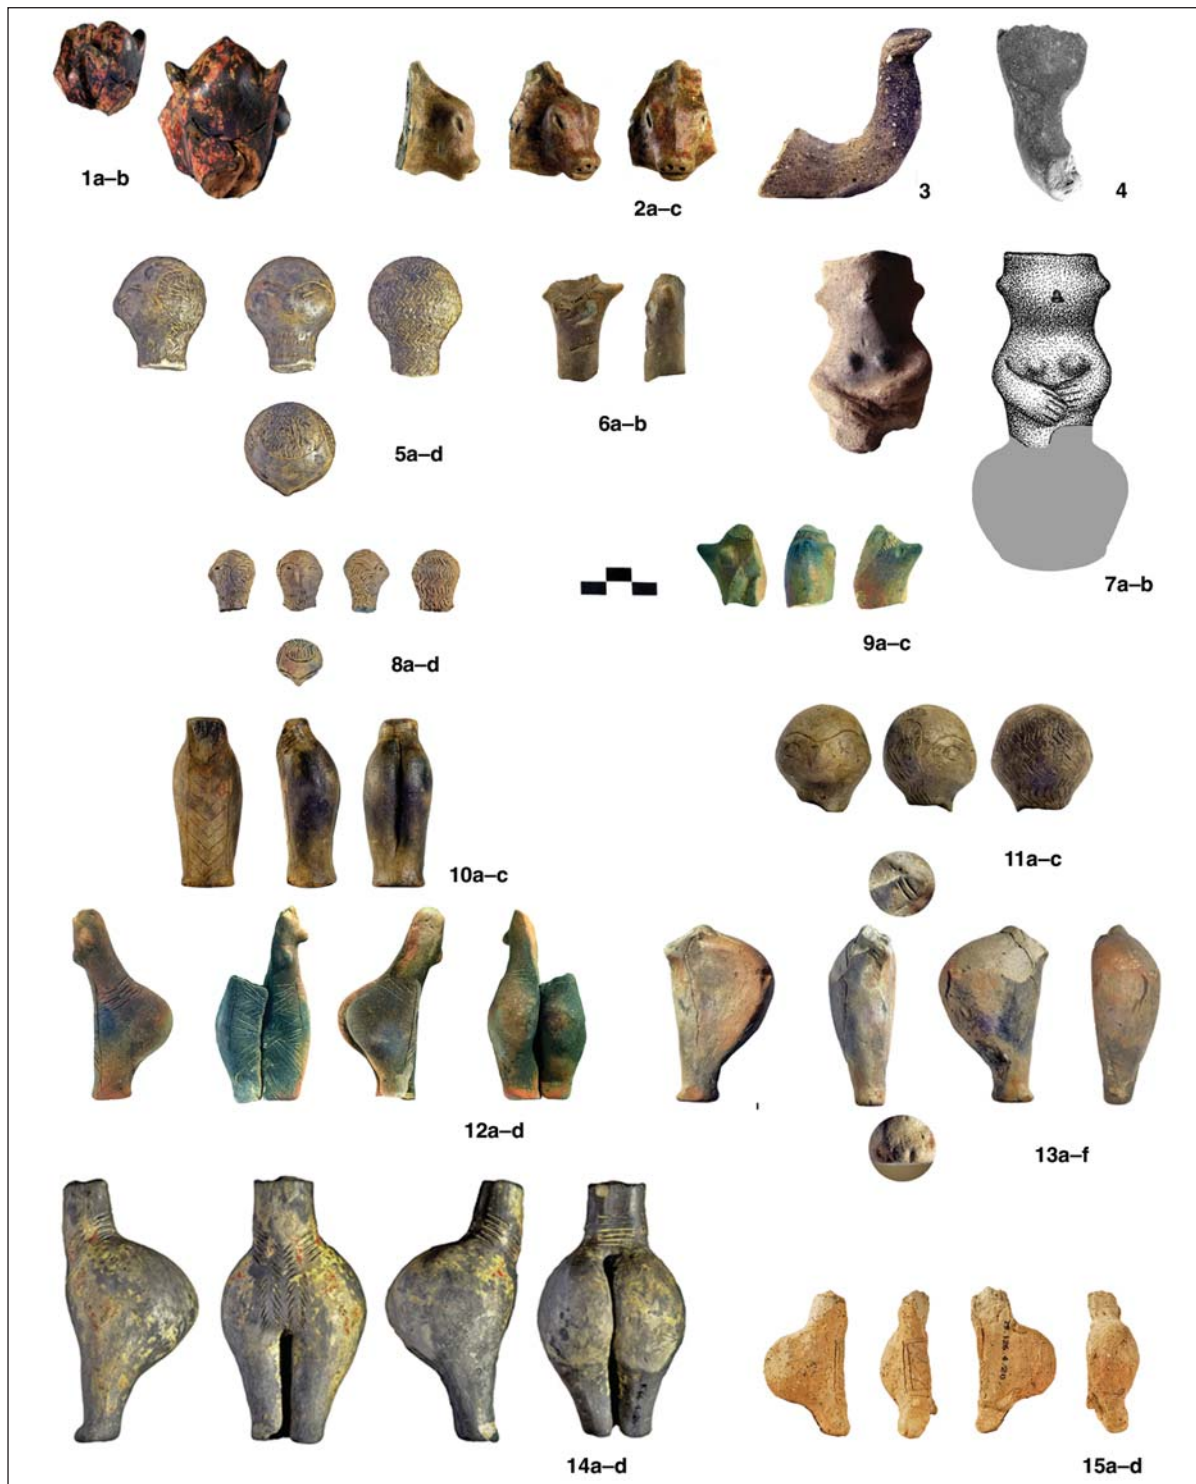 1a–b
2a–c
3
4
5a–d
6a–b
7a–b
8a–d
9a–c
10a–c
11a–c
12a–d
13a–f
14a–d
15a–d